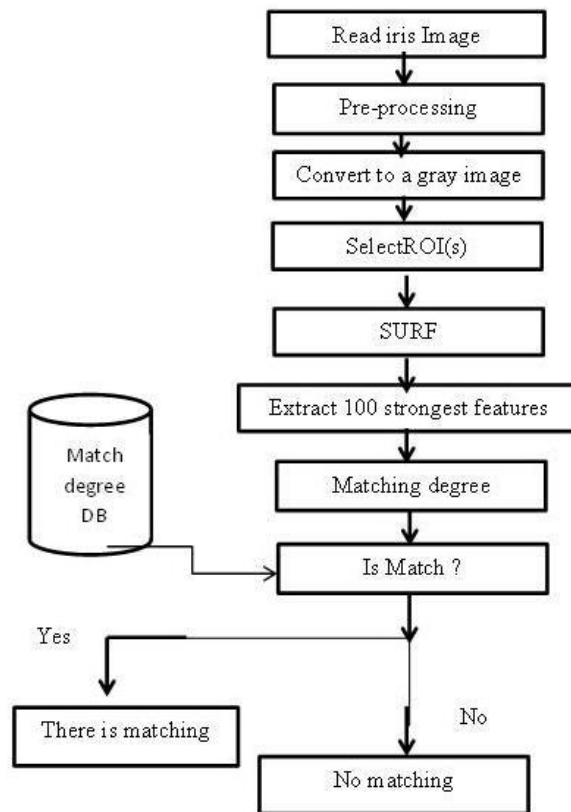 Read iris Image
Pre-processing
Convert to a gray image
SelectROI(s)
SURF
Extract 100 strongest features
Match
degree
DB
Matching degree
Is Match ?
Yes
There is matching
No
No matching